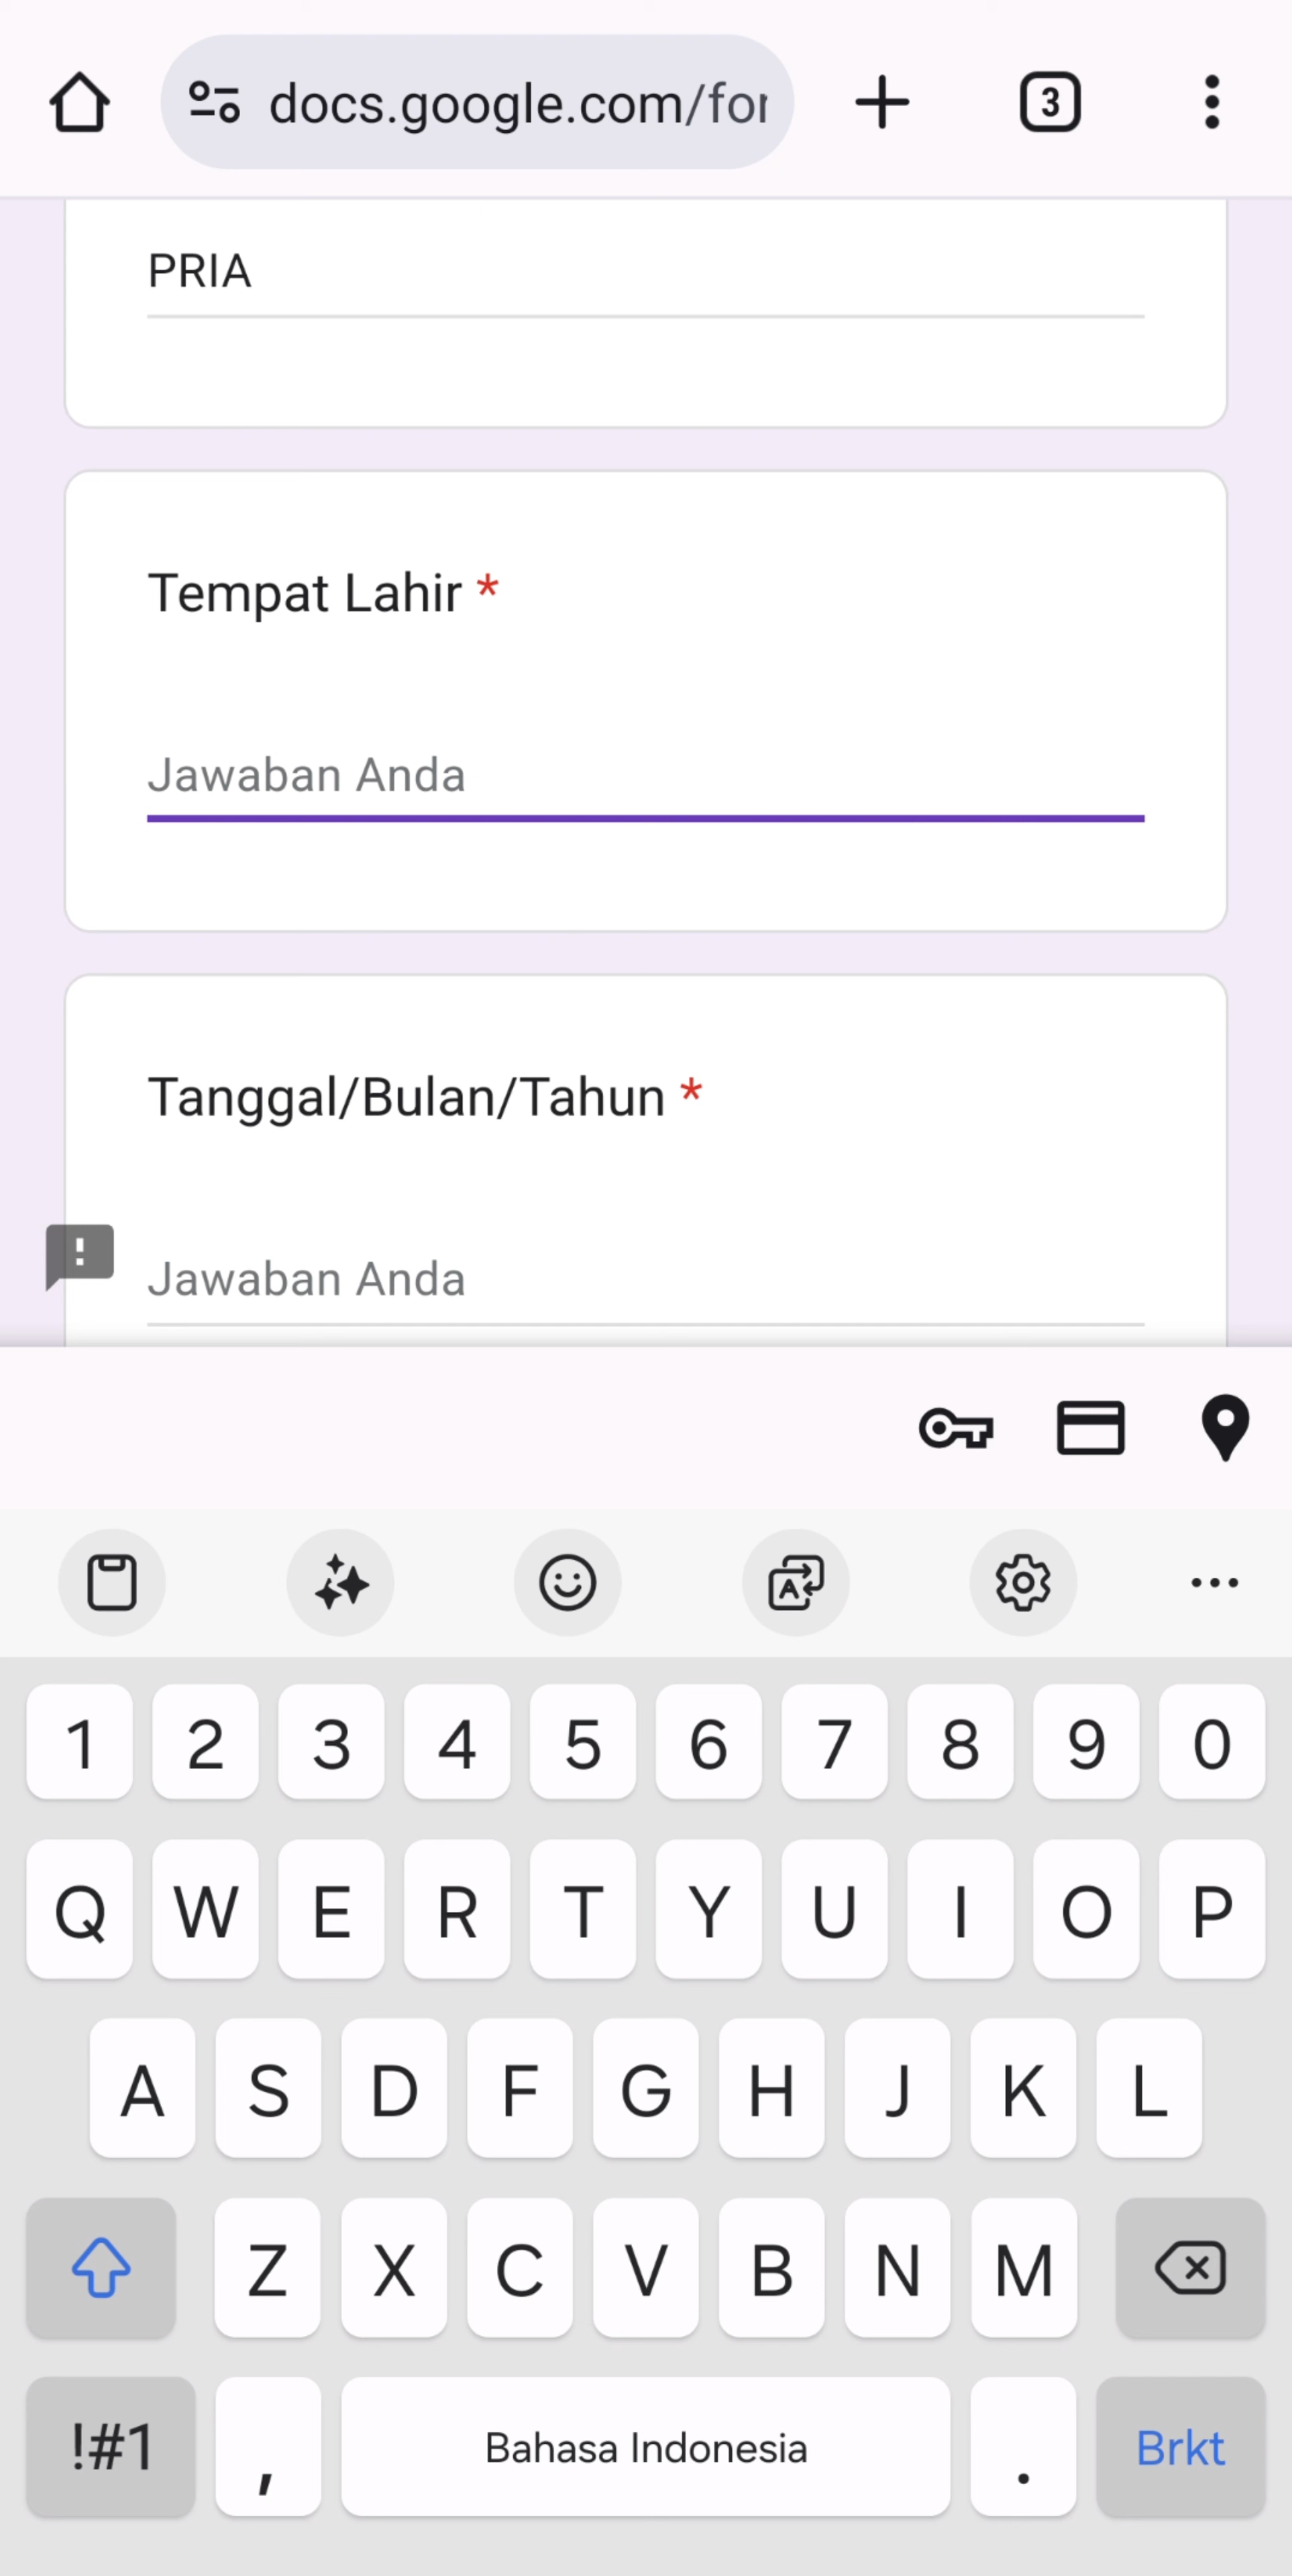 docs.google.com/for
3
PRIA
Tempat Lahir *
Jawaban Anda
Tanggal/Bulan/Tahun *
Jawaban Anda
1 2 3 4 5 6 7 8 9 0
Q W E R T Y U I O P
A S D F G H J K L
Z X C V B N M
!#1 , Bahasa Indonesia . Brkt